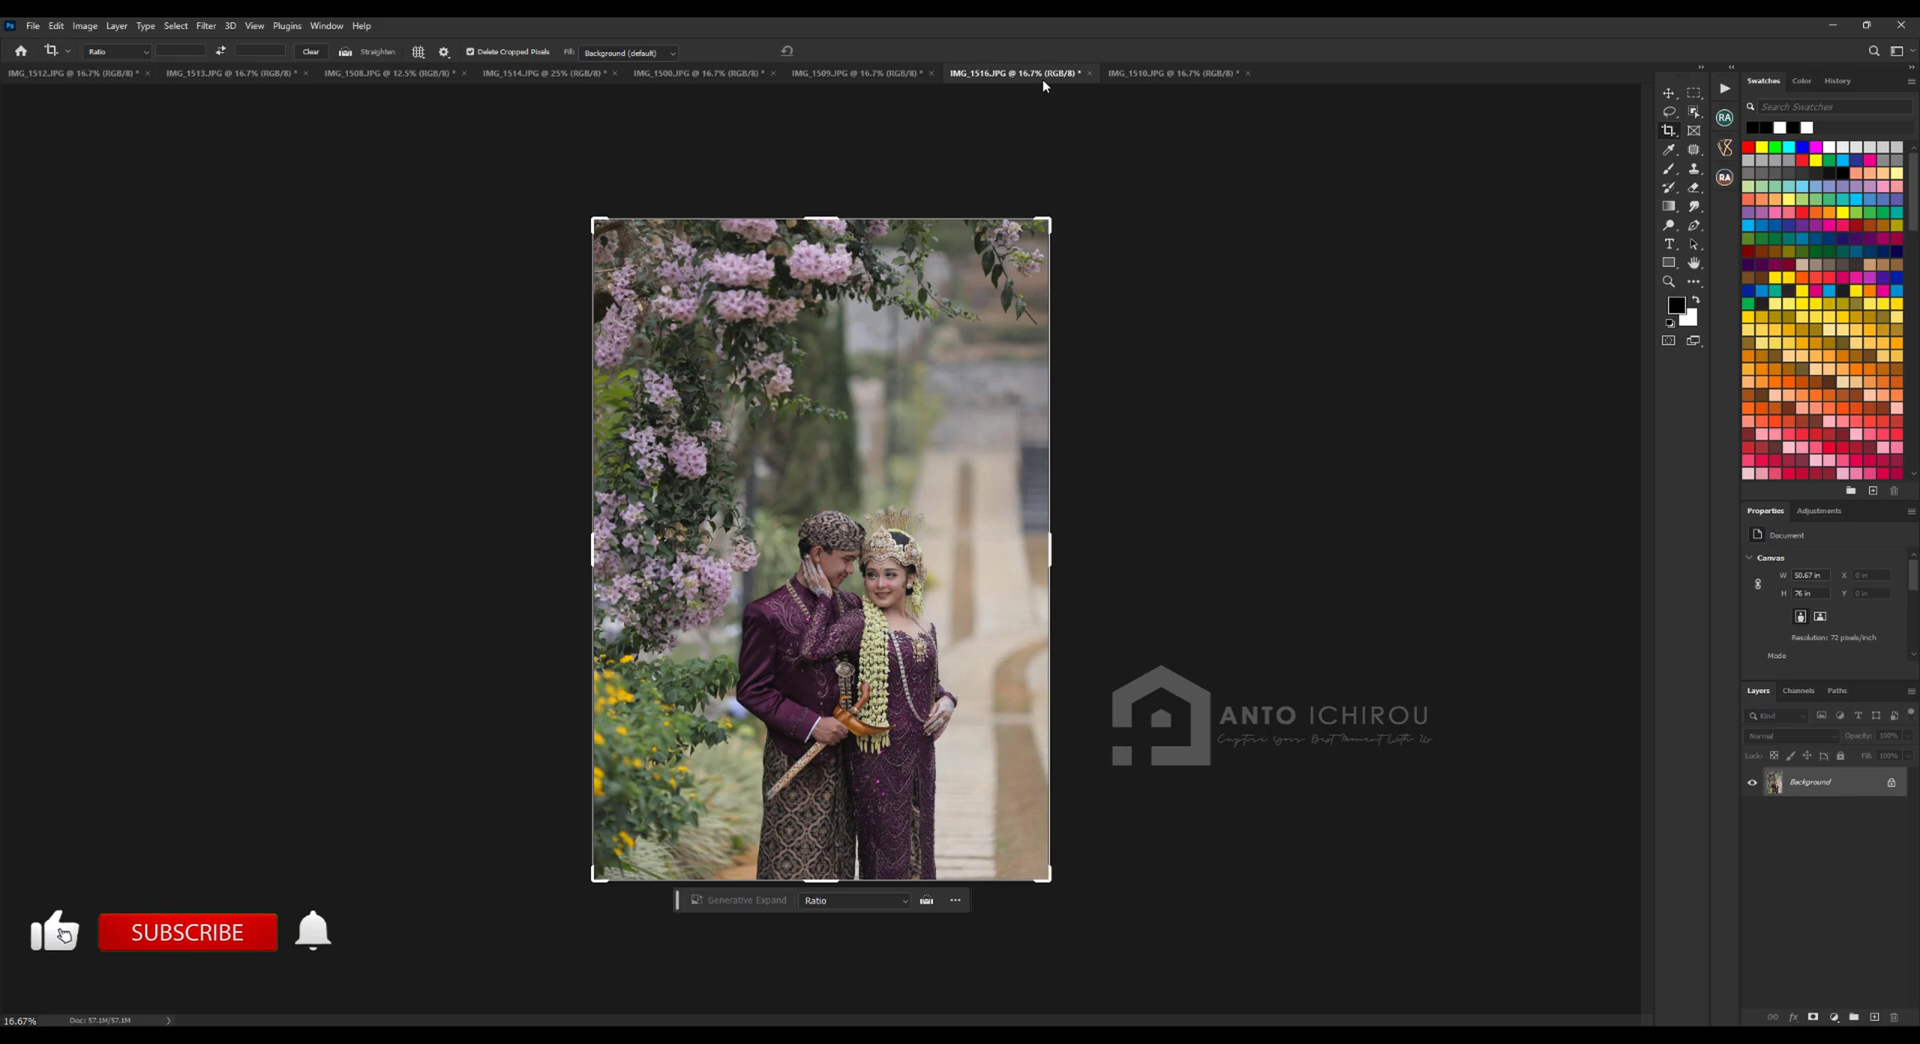 Ps File Edit Image Layer Type Select Filter 3D View Plugins Window Help
Ratio Clear Straighten Delete Cropped Pixels Fill: Background (default)
IMG_1512.JPG @ 16.7% (RGB/8) * × IMG_1513.JPG @ 16.7% (RGB/8) * × IMG_1508.JPG @ 12.5% (RGB/8) * × IMG_1514.JPG @ 25% (RGB/8) * × IMG_1500.JPG @ 16.7% (RGB/8) * × IMG_1509.JPG @ 16.7% (RGB/8) * × IMG_1516.JPG @ 16.7% (RGB/8) * × IMG_1510.JPG @ 16.7% (RGB/8) * ×
Swatches Color History
Search Swatches
RA
RA
Properties Adjustments
Document
Canvas
W 50.67 in X 0 in
H 76 in Y 0 in
Resolution: 72 pixels/inch
Mode
Layers Channels Paths
Kind
Normal Opacity: 100%
Lock: Fill: 100%
Background
ANTO ICHIROU
Capture Your Best Moment With Us
Generative Expand Ratio
SUBSCRIBE
16.67% Doc: 57.1M/57.1M
fx